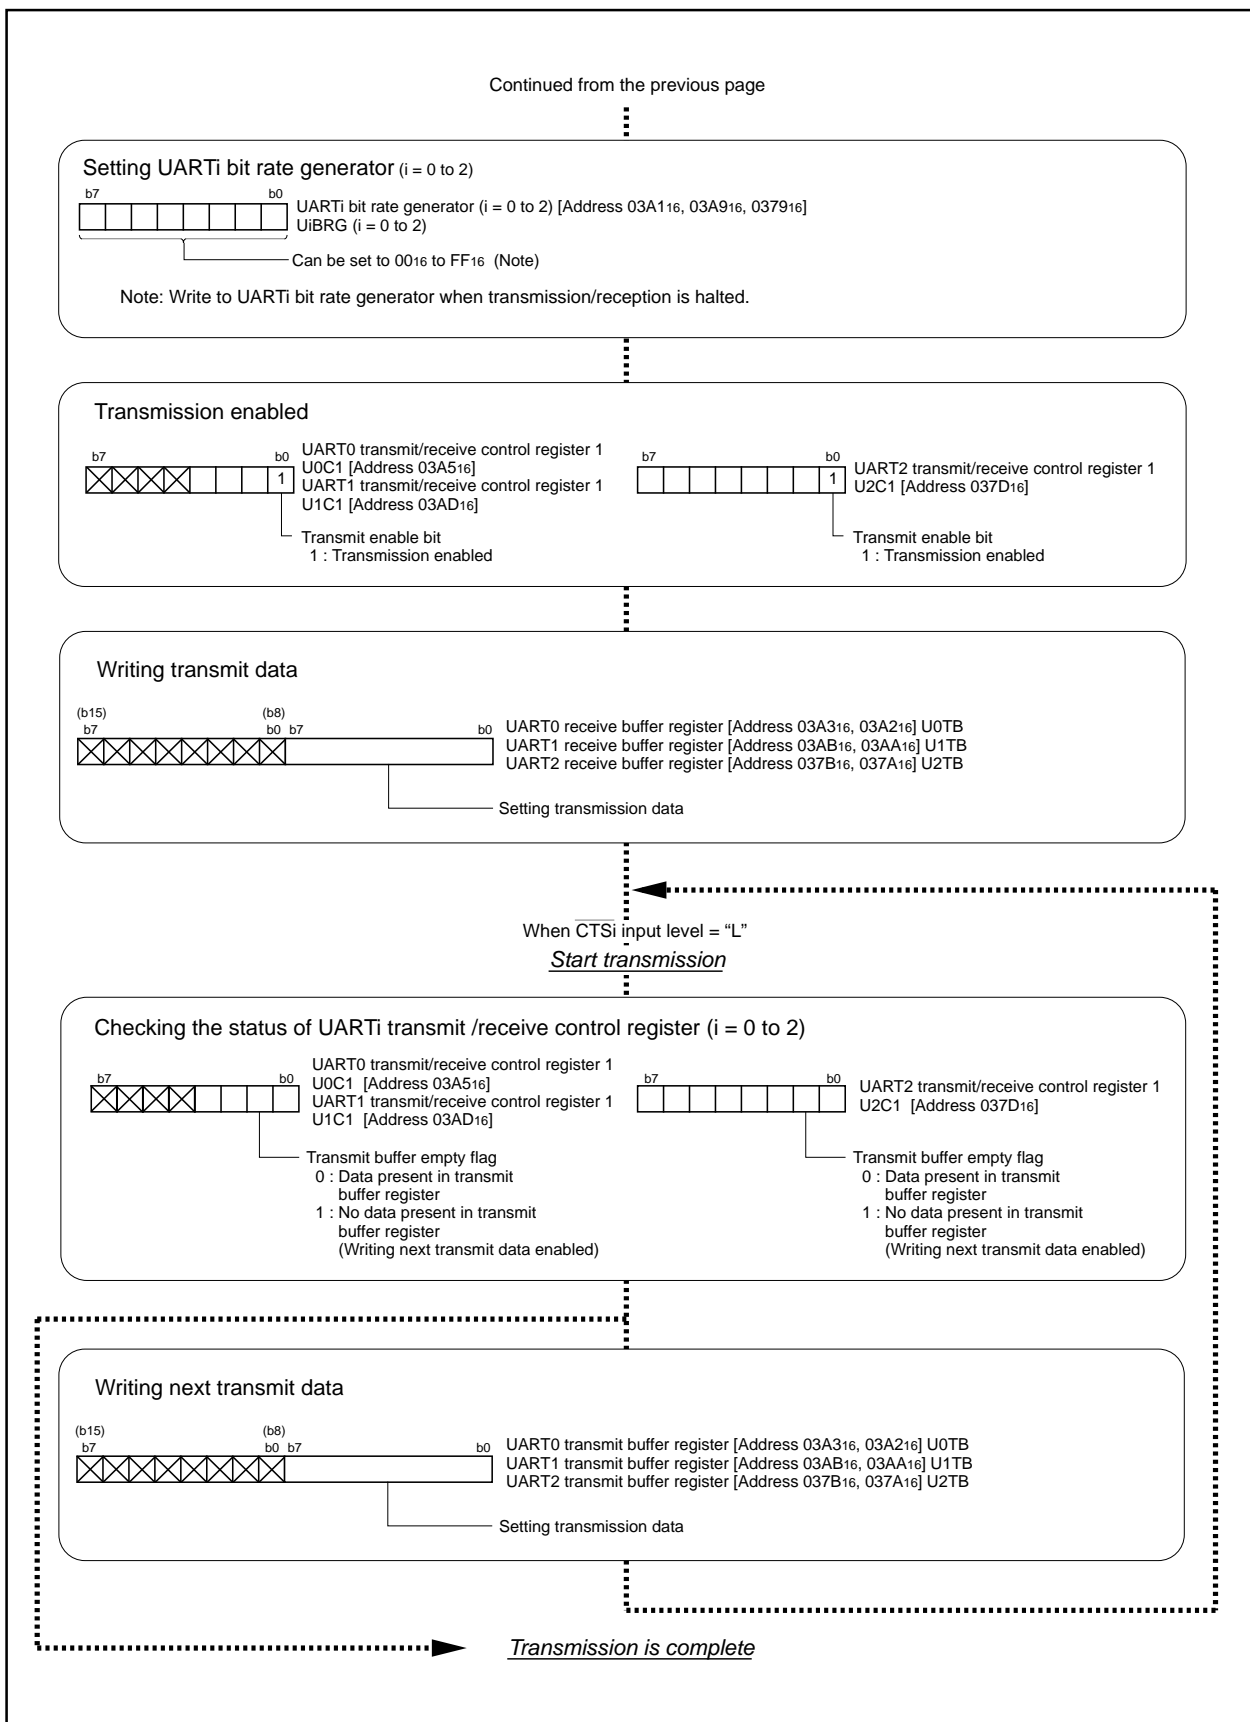 Continued from the previous page
Setting UARTi bit rate generator (i = 0 to 2)
b7 b0
UARTi bit rate generator (i = 0 to 2) [Address 03A116, 03A916, 037916]
UiBRG (i = 0 to 2)
Can be set to 0016 to FF16 (Note)
Note: Write to UARTi bit rate generator when transmission/reception is halted.
Transmission enabled
b7 b0
1
UART0 transmit/receive control register 1
U0C1 [Address 03A516]
UART1 transmit/receive control register 1
U1C1 [Address 03AD16]
Transmit enable bit
1 : Transmission enabled
b7 b0
1
UART2 transmit/receive control register 1
U2C1 [Address 037D16]
Transmit enable bit
1 : Transmission enabled
Writing transmit data
(b15) (b8)
b7 b0 b7 b0
UART0 receive buffer register [Address 03A316, 03A216] U0TB
UART1 receive buffer register [Address 03AB16, 03AA16] U1TB
UART2 receive buffer register [Address 037B16, 037A16] U2TB
Setting transmission data
When CTSi input level = “L”
Start transmission
Checking the status of UARTi transmit /receive control register (i = 0 to 2)
b7 b0
UART0 transmit/receive control register 1
U0C1 [Address 03A516]
UART1 transmit/receive control register 1
U1C1 [Address 03AD16]
Transmit buffer empty flag
0 : Data present in transmit
buffer register
1 : No data present in transmit
buffer register
(Writing next transmit data enabled)
b7 b0
UART2 transmit/receive control register 1
U2C1 [Address 037D16]
Transmit buffer empty flag
0 : Data present in transmit
buffer register
1 : No data present in transmit
buffer register
(Writing next transmit data enabled)
Writing next transmit data
(b15) (b8)
b7 b0 b7 b0
UART0 transmit buffer register [Address 03A316, 03A216] U0TB
UART1 transmit buffer register [Address 03AB16, 03AA16] U1TB
UART2 transmit buffer register [Address 037B16, 037A16] U2TB
Setting transmission data
Transmission is complete